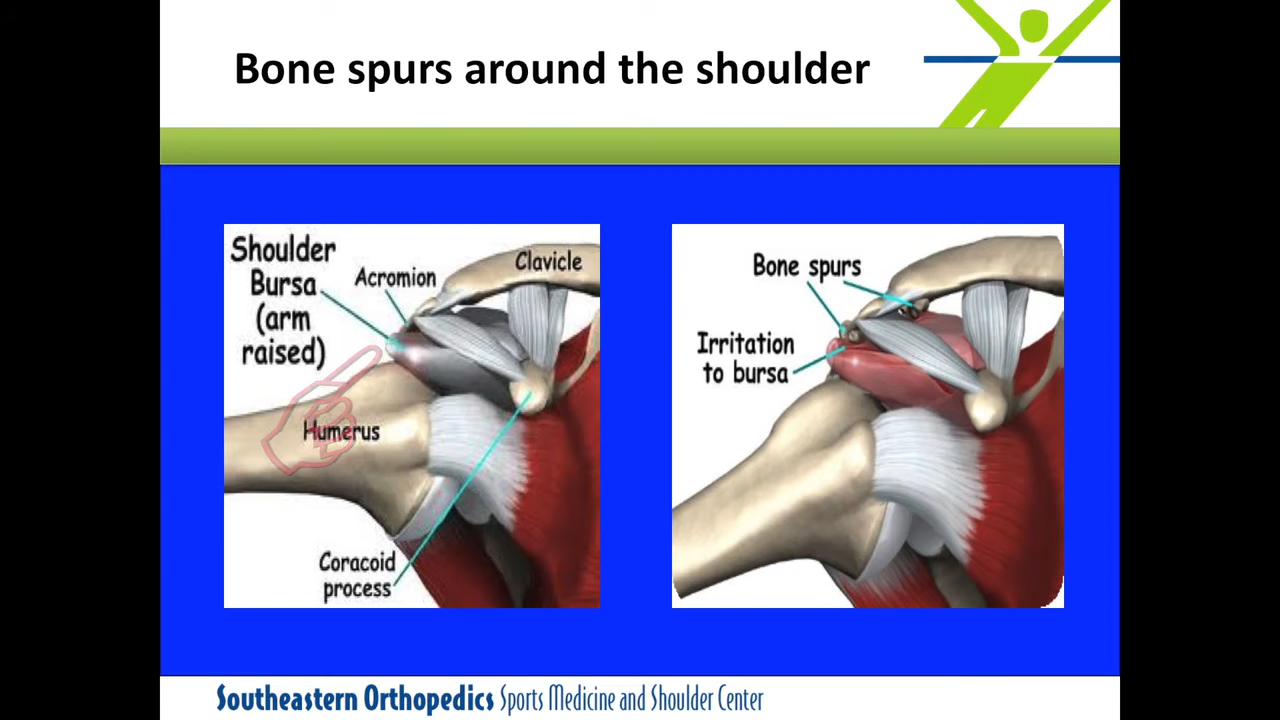 Bone spurs around the shoulder
Shoulder
Bursa
(arm
raised)
Acromion
Clavicle
Humerus
Coracoid
process
Bone spurs
Irritation
to bursa
Southeastern Orthopedics Sports Medicine and Shoulder Center